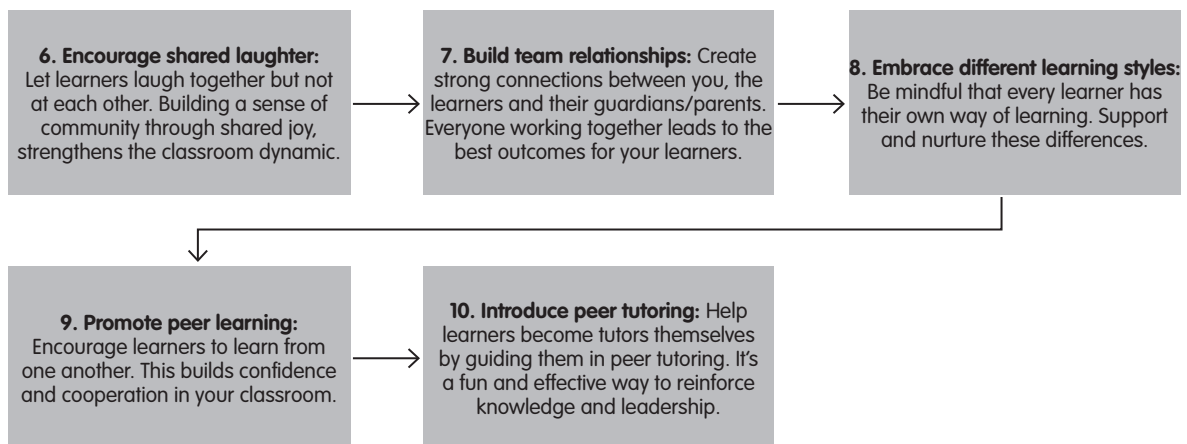 6. Encourage shared laughter:
Let learners laugh together but not
at each other. Building a sense of
community through shared joy,
strengthens the classroom dynamic.
7. Build team relationships: Create
strong connections between you, the
learners and their guardians/parents.
Everyone working together leads to the
best outcomes for your learners.
8. Embrace different learning styles:
Be mindful that every learner has
their own way of learning. Support
and nurture these differences.
9. Promote peer learning:
Encourage learners to learn from
one another. This builds confidence
and cooperation in your classroom.
10. Introduce peer tutoring: Help
learners become tutors themselves
by guiding them in peer tutoring. It's
a fun and effective way to reinforce
knowledge and leadership.